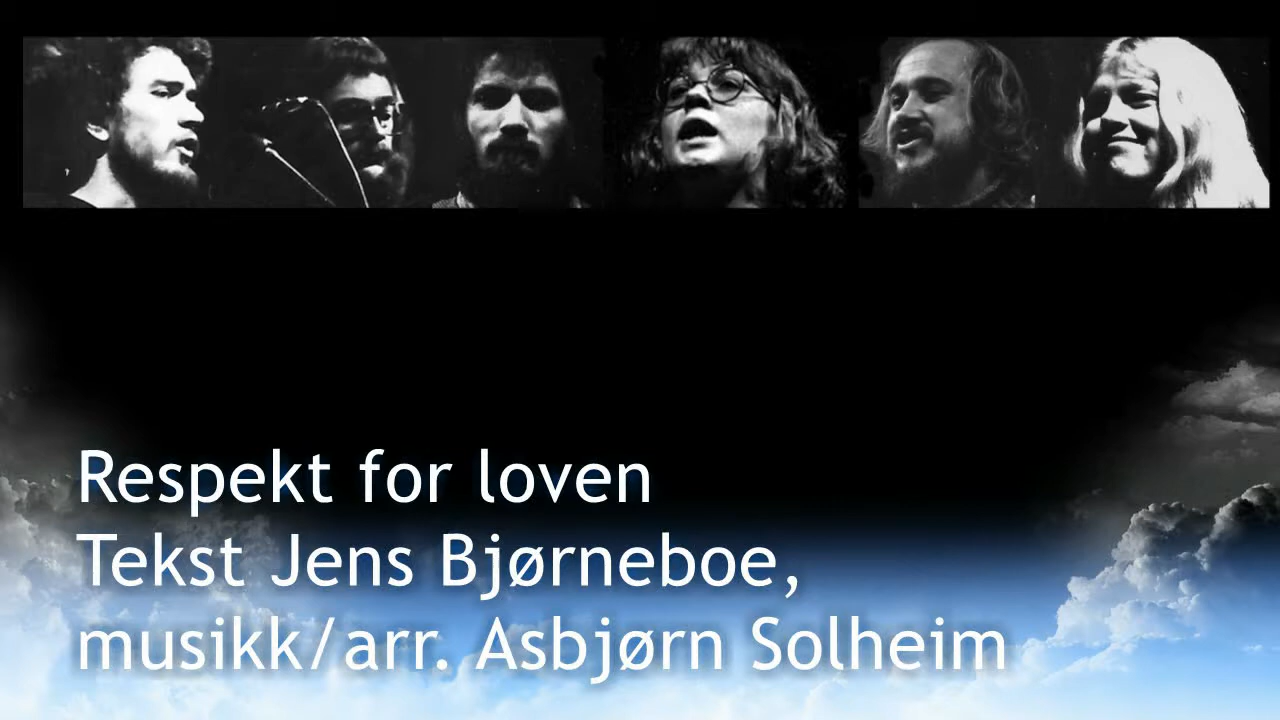 Respekt for loven
Tekst Jens Bjørneboe,
musikk/arr. Asbjørn Solheim